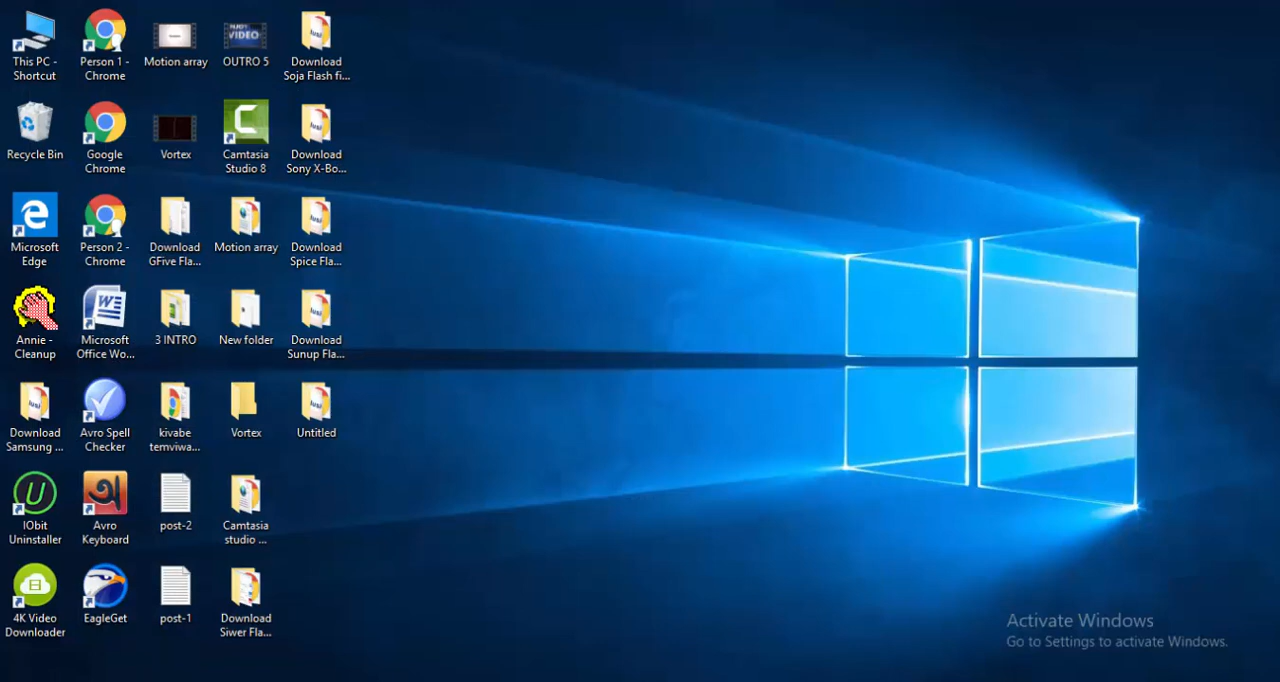 This PC -
Shortcut
Person 1 -
Chrome
Motion array
ENJOY
VIDEO
OUTRO 5
Download
Soja Flash fi...
Recycle Bin
Google
Chrome
Vortex
Camtasia
Studio 8
Download
Sony X-Bo...
Microsoft
Edge
Person 2 -
Chrome
Download
GFive Fla...
Motion array
Download
Spice Fla...
Annie -
Cleanup
Microsoft
Office Wo...
3 INTRO
New folder
Download
Sunup Fla...
Download
Samsung ...
Avro Spell
Checker
kivabe
temviwa...
Vortex
Untitled
IObit
Uninstaller
Avro
Keyboard
post-2
Camtasia
studio ...
4K Video
Downloader
EagleGet
post-1
Download
Siwer Fla...
Activate Windows
Go to Settings to activate Windows.